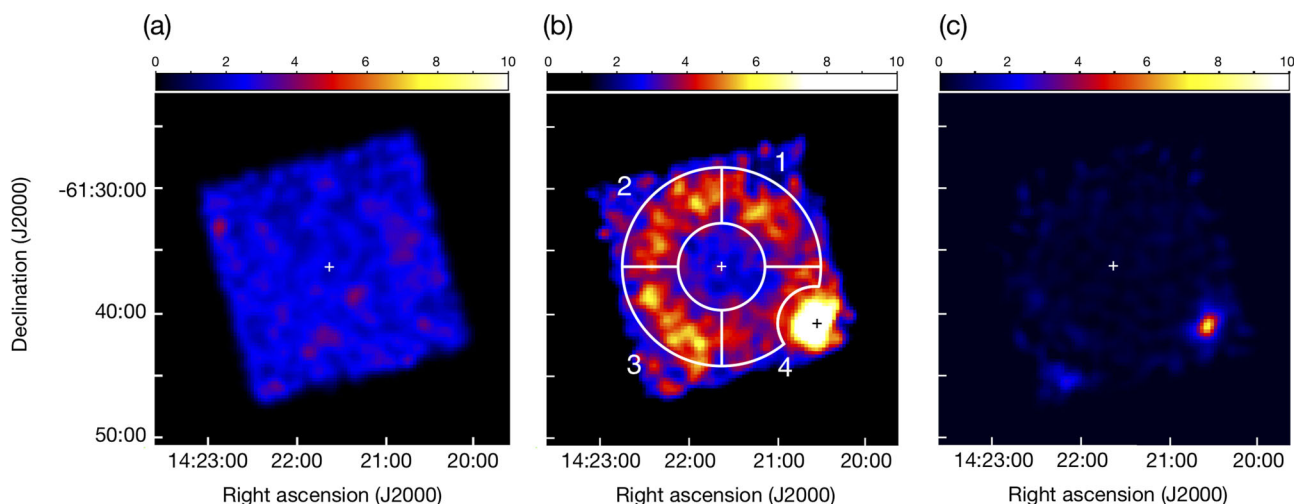 (a) (b) (c)
0 2 4 6 8 10 0 2 4 6 8 10 0 2 4 6 8 10
1
2
3
4
Declination (J2000)
-61:30:00
40:00
50:00
14:23:00 22:00 21:00 20:00 14:23:00 22:00 21:00 20:00 14:23:00 22:00 21:00 20:00
Right ascension (J2000) Right ascension (J2000) Right ascension (J2000)